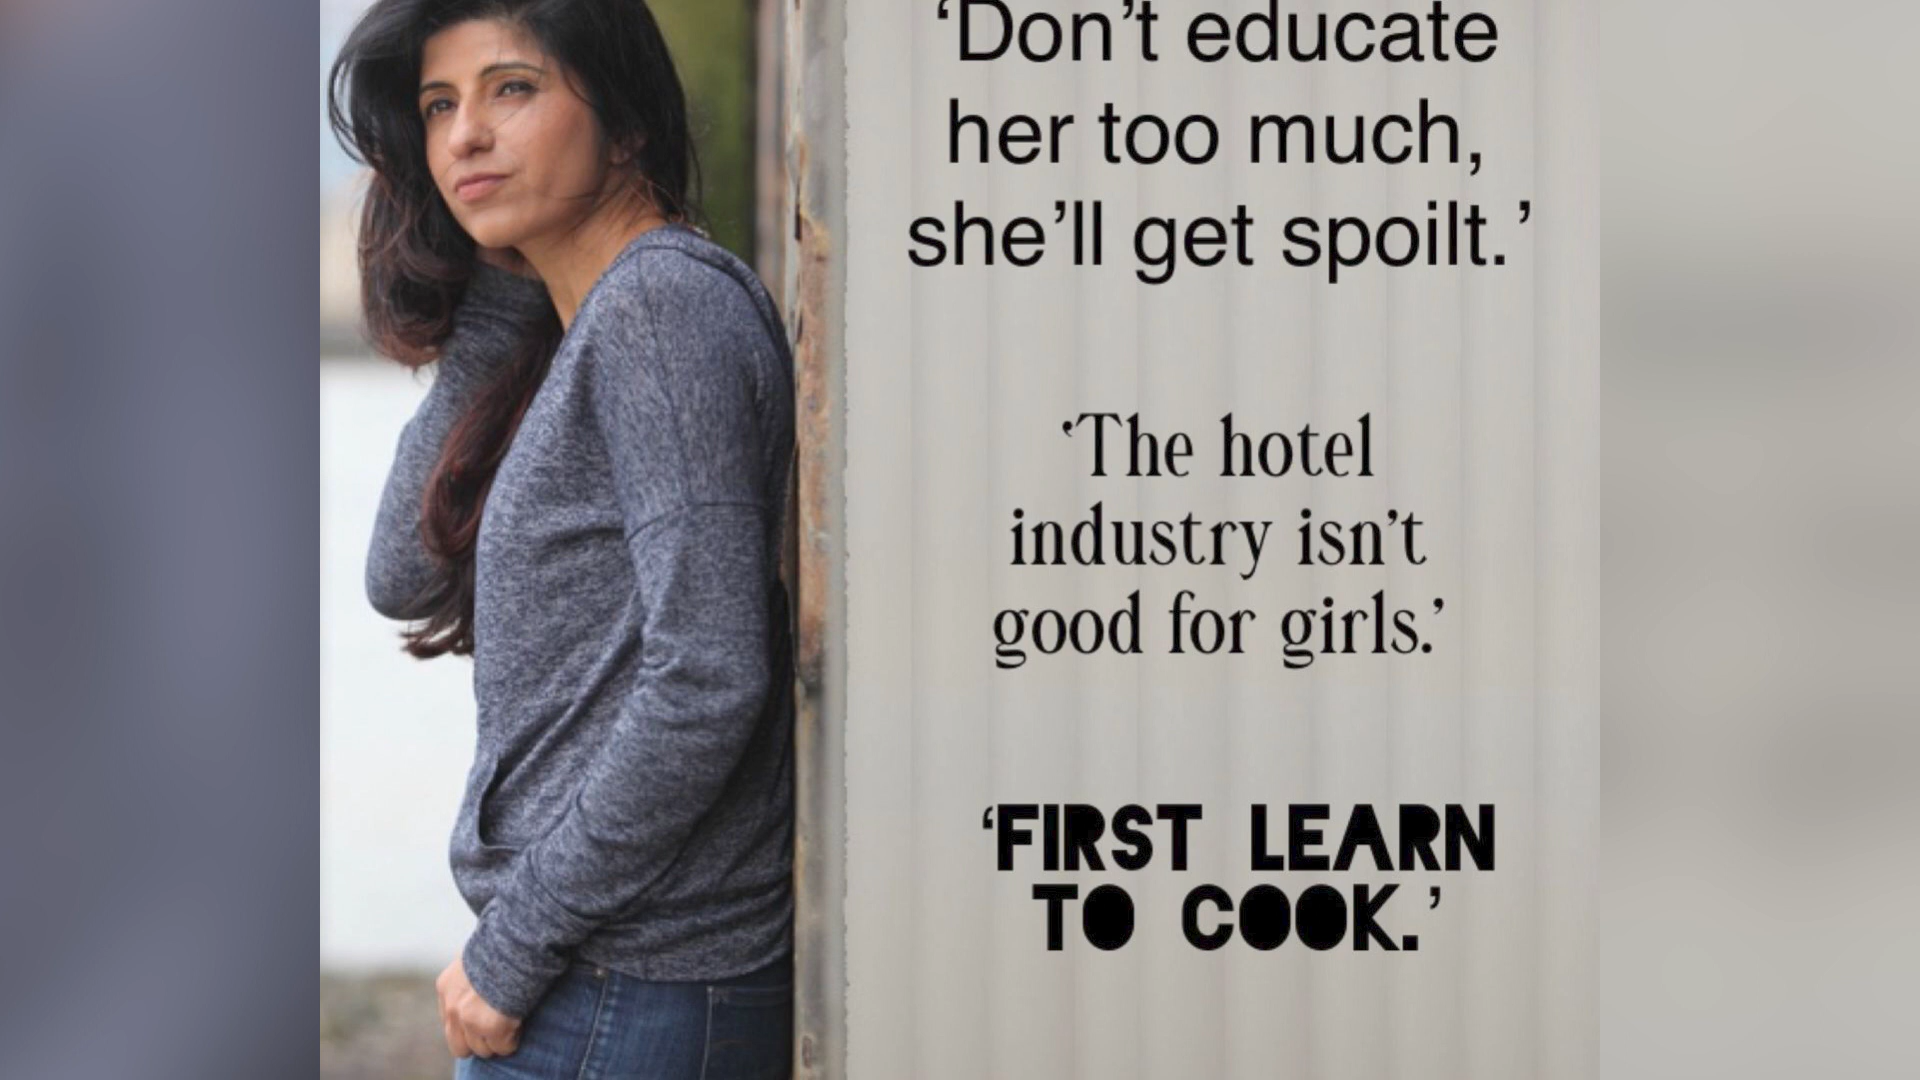 ‘Don’t educate
her too much,
she’ll get spoilt.’
‘The hotel
industry isn’t
good for girls.’
‘FIRST LEARN
TO COOK.’